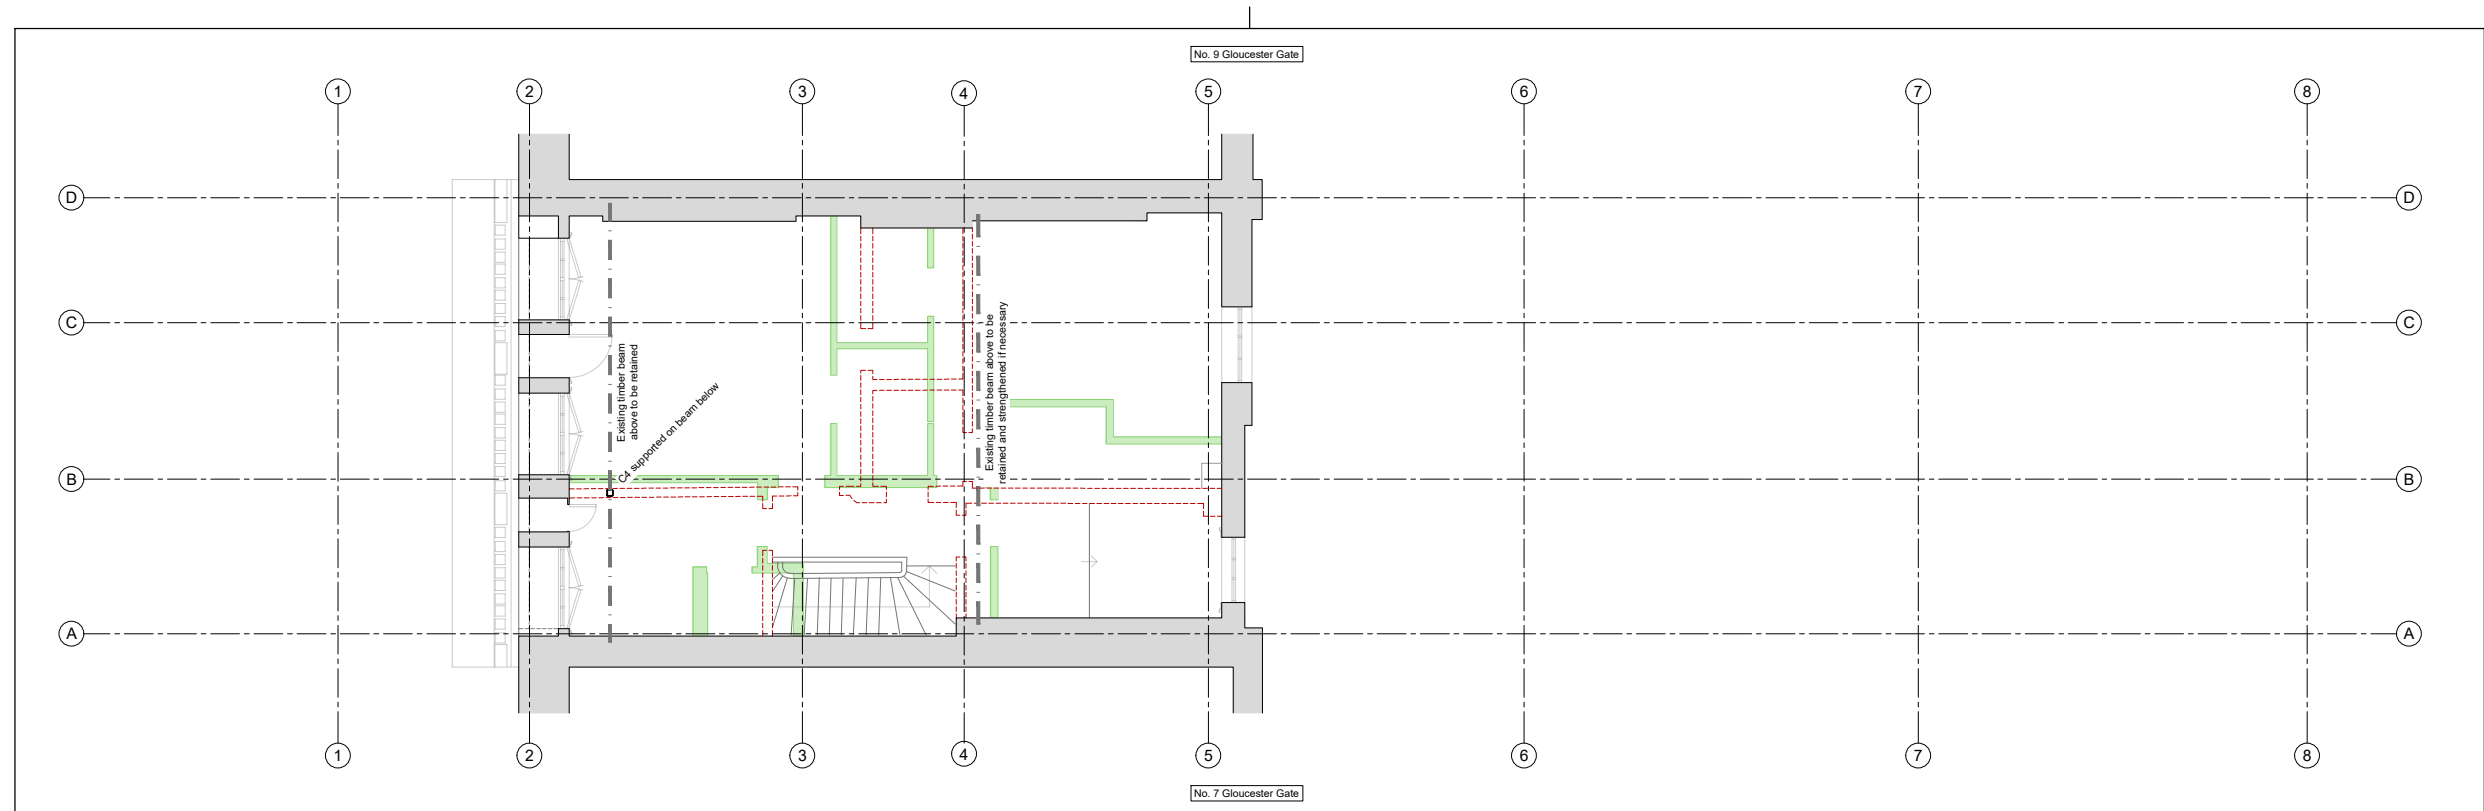 No. 9 Gloucester Gate
1 2 3 4 5 6 7 8
D D
C C
Existing timber beam
above to be retained
C4 supported on beam below
Existing timber beam above to be
retained and strengthened if necessary
B B
A A
1 2 3 4 5 6 7 8
No. 7 Gloucester Gate